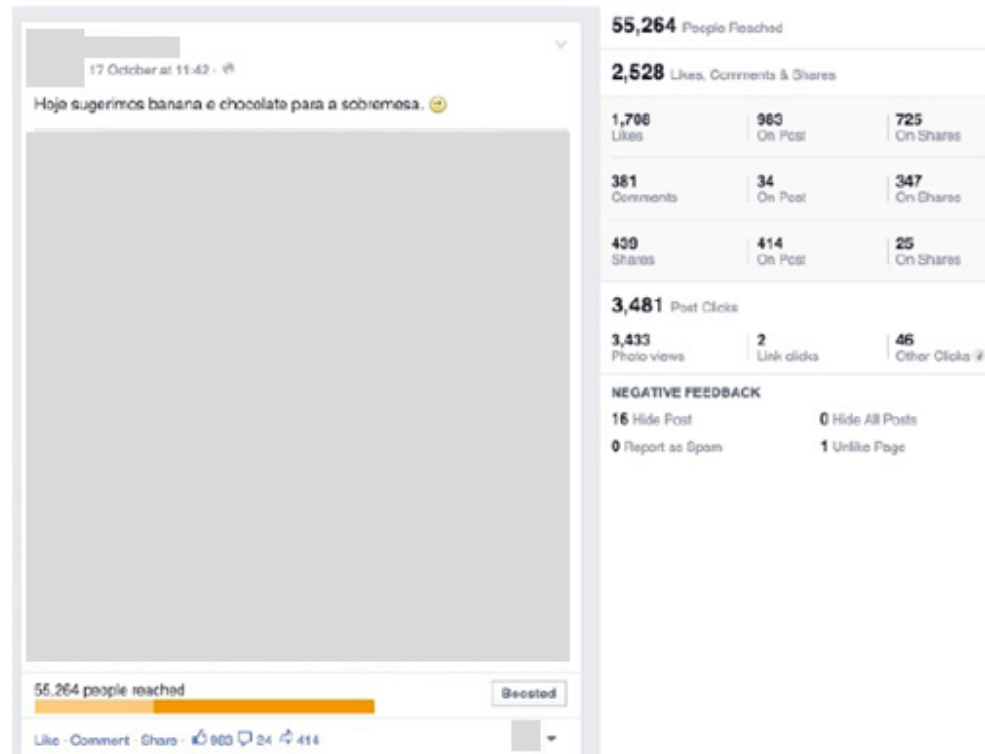 17 October at 11:42 ·
Hoje sugerimos banana e chocolate para a sobremesa.
55,264 people reached
Boosted
Like · Comment · Share · 983 24 414
55,264 People Reached
2,528 Likes, Comments & Shares
1,708 983 725
Likes On Post On Shares
381 34 347
Comments On Post On Shares
439 414 25
Shares On Post On Shares
3,481 Post Clicks
3,433 2 46
Photo views Link clicks Other Clicks
NEGATIVE FEEDBACK
16 Hide Post 0 Hide All Posts
0 Report as Spam 1 Unlike Page